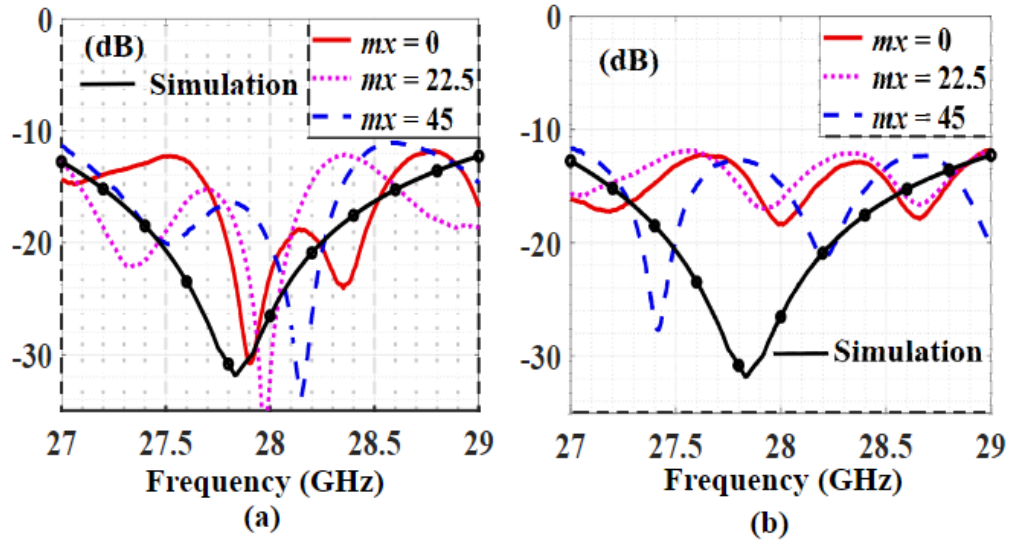 0
(dB)
Simulation
mx = 0
mx = 22.5
mx = 45
-10
-20
-30
27
27.5
28
28.5
29
Frequency (GHz)
(a)
0
(dB)
mx = 0
mx = 22.5
mx = 45
-10
-20
-30
Simulation
27
27.5
28
28.5
29
Frequency (GHz)
(b)